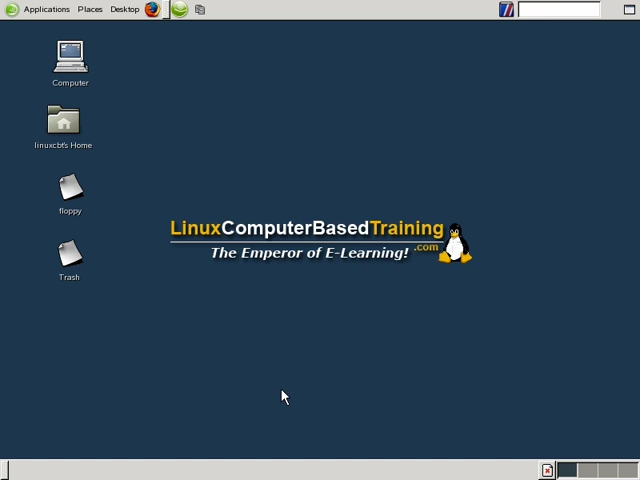 Applications Places Desktop
Computer
linuxcbt's Home
floppy
Trash
LinuxComputerBasedTraining
.com
The Emperor of E-Learning!